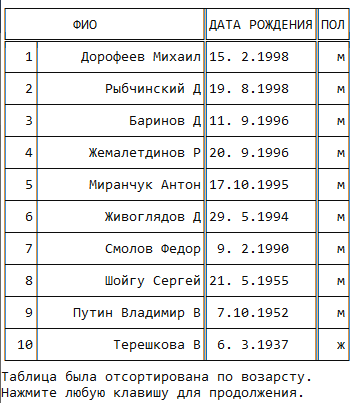 ФИО ДАТА РОЖДЕНИЯ ПОЛ
1 Дорофеев Михаил 15. 2.1998 м
2 Рыбчинский Д 19. 8.1998 м
3 Баринов Д 11. 9.1996 м
4 Жемалетдинов Р 20. 9.1996 м
5 Миранчук Антон 17.10.1995 м
6 Живоглядов Д 29. 5.1994 м
7 Смолов Федор 9. 2.1990 м
8 Шойгу Сергей 21. 5.1955 м
9 Путин Владимир В 7.10.1952 м
10 Терешкова В 6. 3.1937 ж
Таблица была отсортирована по возарсту.
Нажмите любую клавишу для продолжения.